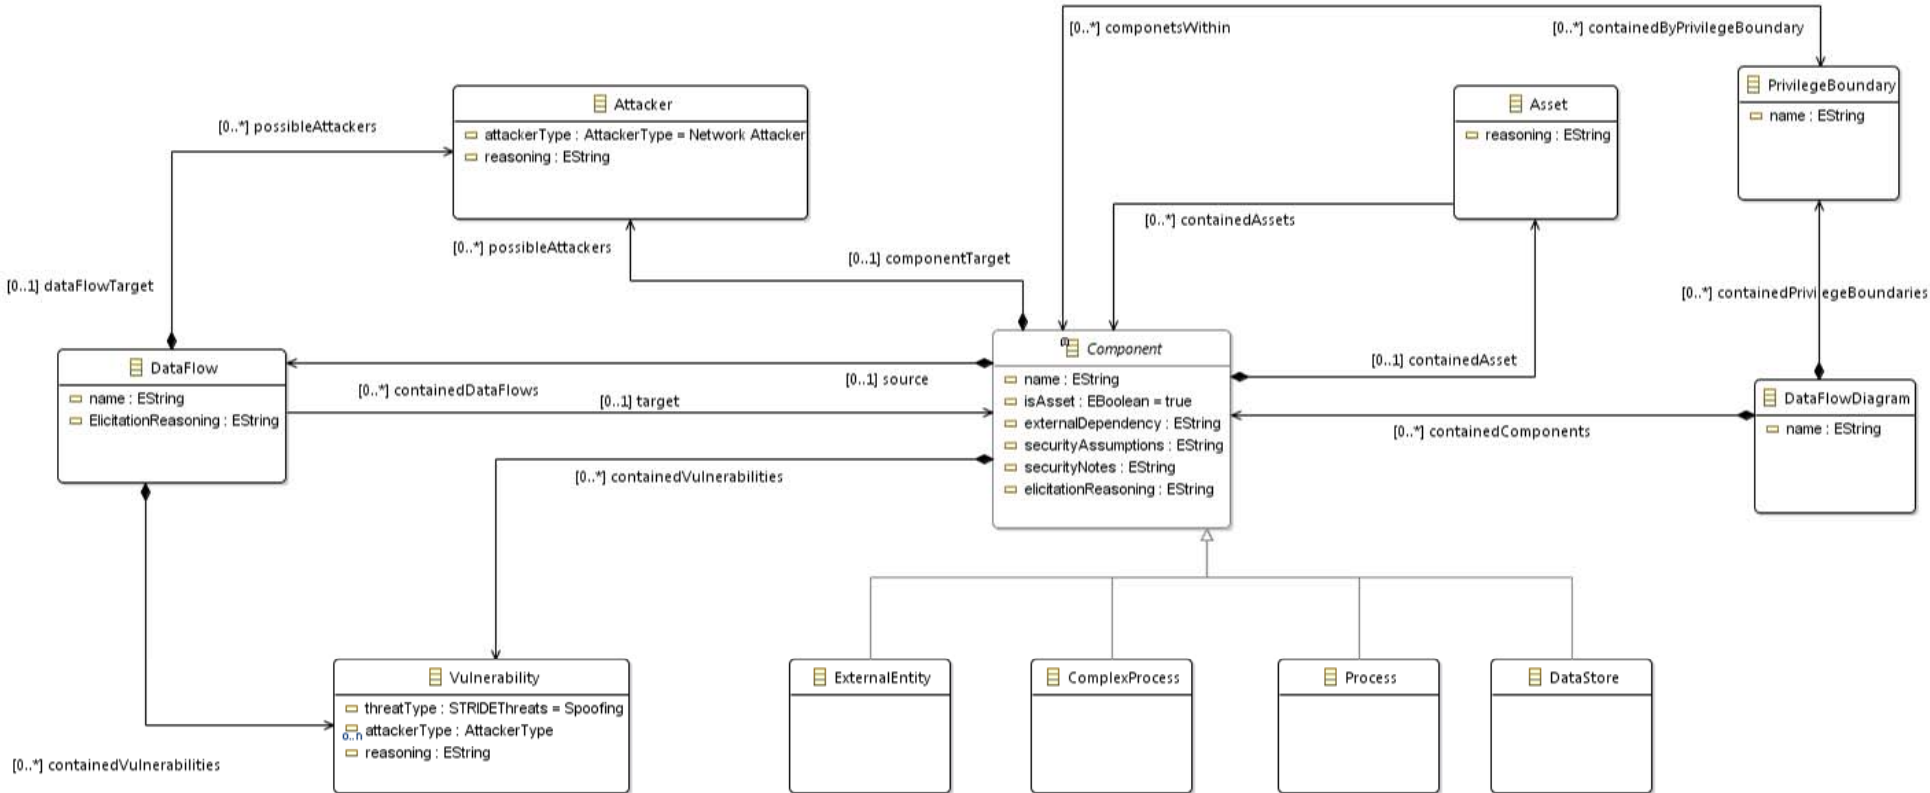 [0..*] componetsWithin
[0..*] containedByPrivilegeBoundary
Attacker
attackerType : AttackerType = Network Attacker
reasoning : EString
Asset
reasoning : EString
PrivilegeBoundary
name : EString
[0..*] possibleAttackers
[0..*] possibleAttackers
[0..1] componentTarget
[0..*] containedAssets
[0..1] dataFlowTarget
[0..*] containedPrivilegeBoundaries
DataFlow
name : EString
ElicitationReasoning : EString
[0..*] containedDataFlows
[0..1] source
[0..1] target
Component
name : EString
isAsset : EBoolean = true
externalDependency : EString
securityAssumptions : EString
securityNotes : EString
elicitationReasoning : EString
[0..1] containedAsset
DataFlowDiagram
name : EString
[0..*] containedComponents
[0..*] containedVulnerabilities
Vulnerability
threatType : STRIDEThreats = Spoofing
0..n attackerType : AttackerType
reasoning : EString
ExternalEntity
ComplexProcess
Process
DataStore
[0..*] containedVulnerabilities